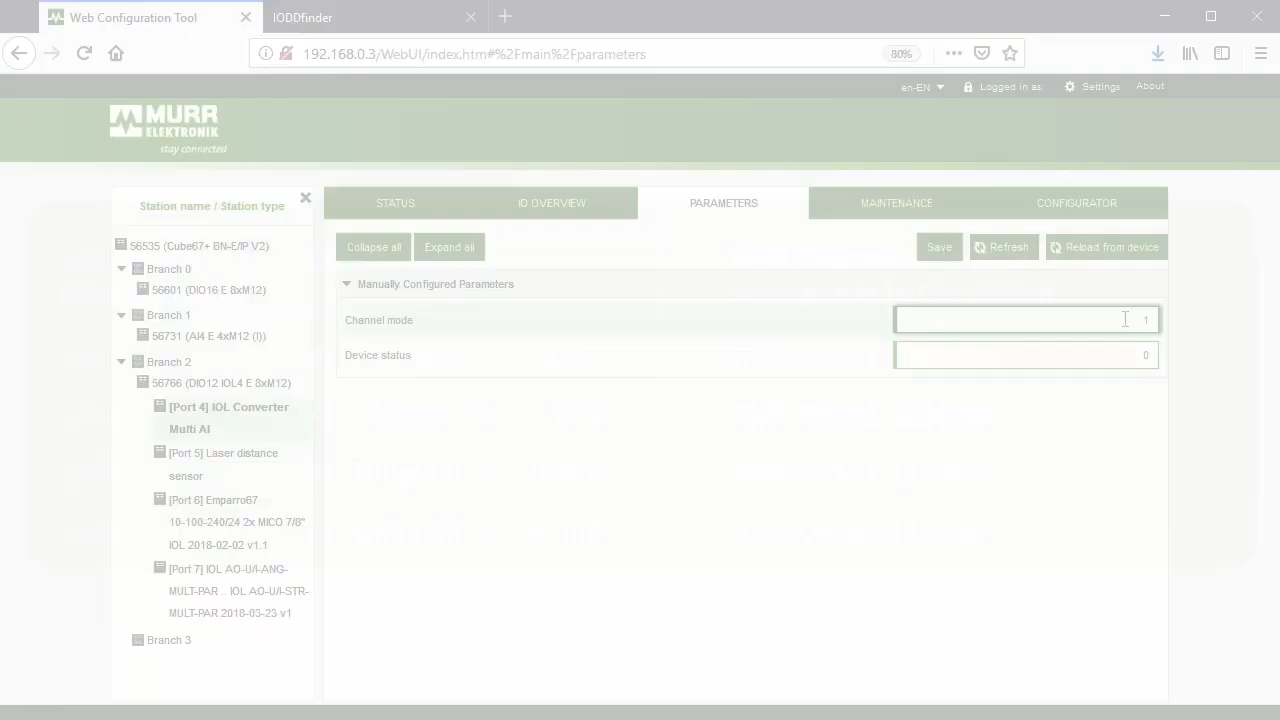 Web Configuration Tool
IODDfinder
192.168.0.3/WebUI/index.htm#%2Fmain%2Fparameters
80%
en-EN
Logged in as:
Settings
About
MURR
ELEKTRONIK
stay connected
Station name / Station type
STATUS
IO OVERVIEW
PARAMETERS
MAINTENANCE
CONFIGURATOR
56535 (Cube67+ BN-E/IP V2)
Branch 0
56601 (DIO16 E 8xM12)
Branch 1
56731 (AI4 E 4xM12 (I))
Branch 2
56766 (DIO12 IOL4 E 8xM12)
[Port 4] IOL Converter
Multi AI
[Port 5] Laser distance
sensor
[Port 6] Emparro67
10-100-240/24 2x MICO 7/8"
IOL 2018-02-02 v1.1
[Port 7] IOL AO-U/I-ANG-
MULT-PAR .. IOL AO-U/I-STR-
MULT-PAR 2018-03-23 v1
Branch 3
Collapse all
Expand all
Save
Refresh
Reload from device
Manually Configured Parameters
Channel mode
1
Device status
0